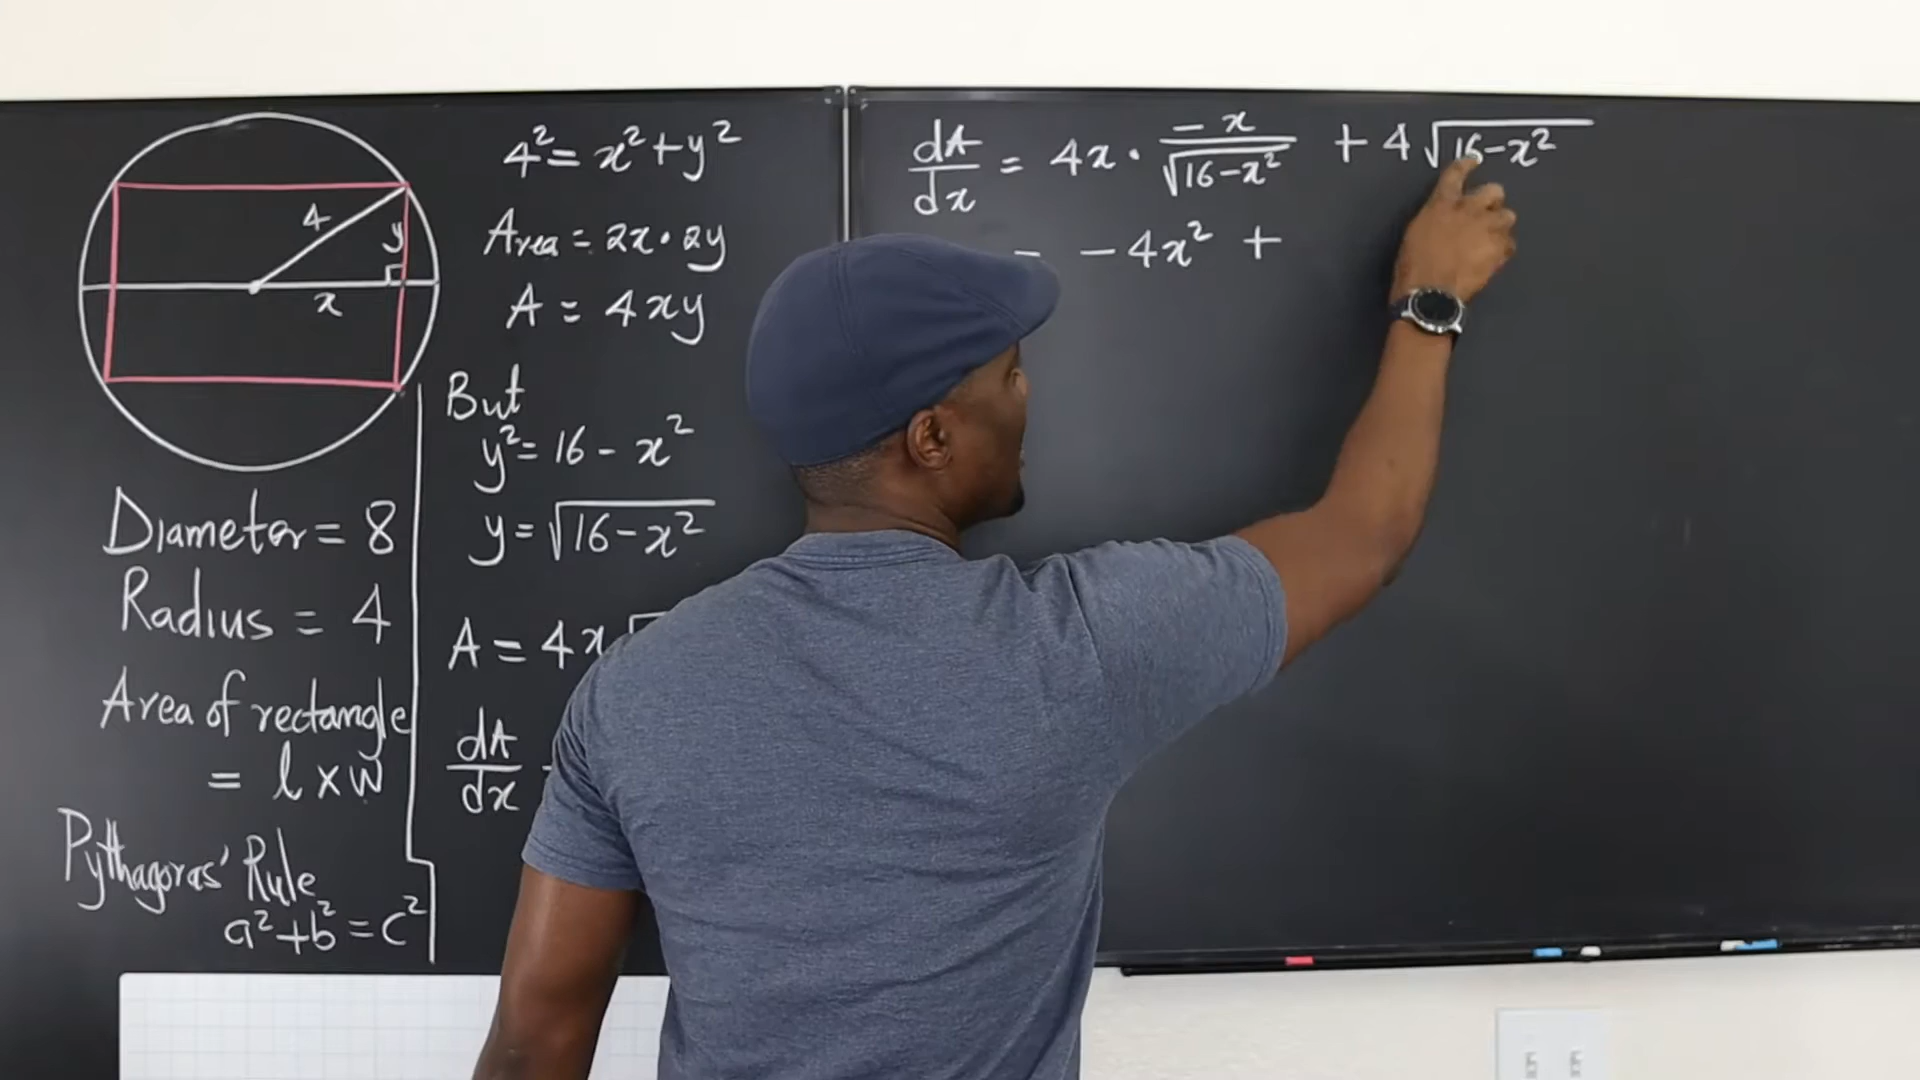 4
y
x
Diameter = 8
Radius = 4
Area of rectangle
= l x w
Pythagoras' Rule
a²+b²=c²
4²= x²+y²
Area = 2x•2y
A = 4xy
But
y²= 16 - x²
y = √16-x²
A = 4x√
dA/dx
dA/dx = 4x • -x/√16-x² + 4√16-x²
-4x² +